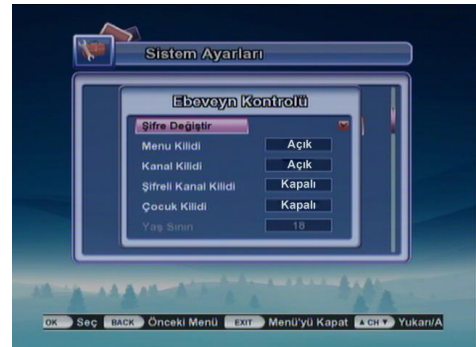 Sistem Ayarları
Ebeveyn Kontrolü
Şifre Değiştir
Menu Kilidi Açık
Kanal Kilidi Açık
Şifreli Kanal Kilidi Kapalı
Çocuk Kilidi Kapalı
Yaş Sınırı 18
OK Seç BACK Önceki Menü EXIT Menü'yü Kapat ▲ CH ▼ Yukarı/A